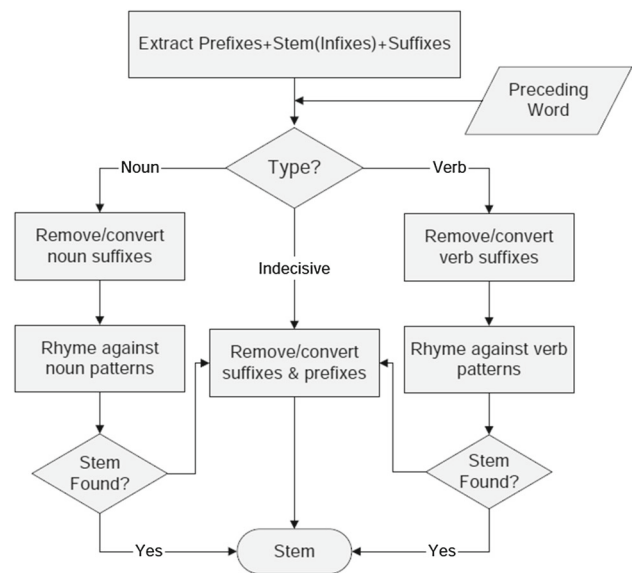 Extract Prefixes+Stem(Infixes)+Suffixes
Preceding
Word
Type?
Noun
Verb
Remove/convert
noun suffixes
Indecisive
Remove/convert
verb suffixes
Rhyme against
noun patterns
Remove/convert
suffixes & prefixes
Rhyme against verb
patterns
Stem
Found?
Stem
Found?
Yes
Stem
Yes